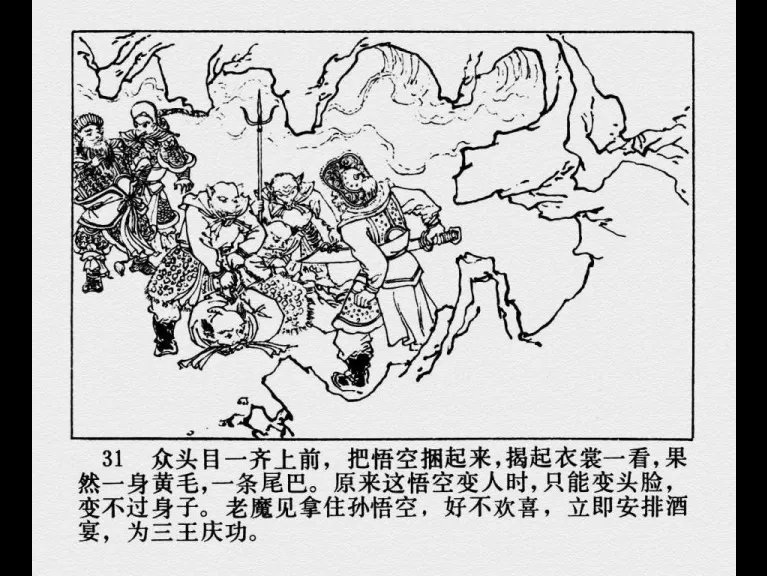 31 众头目一齐上前，把悟空捆起来，揭起衣裳一看，果
然一身黄毛，一条尾巴。原来这悟空变人时，只能变头脸，
变不过身子。老魔见拿住孙悟空，好不欢喜，立即安排酒
宴，为三王庆功。